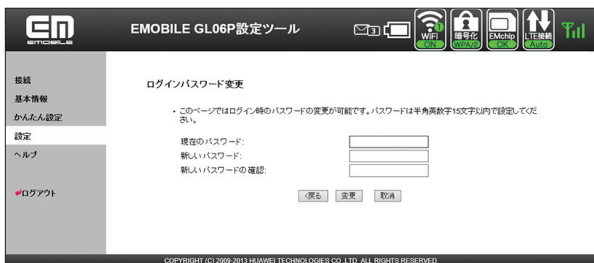 EM
EMOBILE
EMOBILE GL06P設定ツール
3
WiFi
ON
暗号化
WPA/2
EMchip
OK
LTE接続
Auto
接続
基本情報
かんたん設定
設定
ヘルプ
ログアウト
ログインパスワード変更
・このページではログイン時のパスワードの変更が可能です。パスワードは半角英数字15文字以内で設定してくだ
さい。
現在のパスワード:
新しいパスワード:
新しいパスワードの確認:
<戻る 変更 取消
COPYRIGHT (C) 2009-2013 HUAWEI TECHNOLOGIES CO.,LTD. ALL RIGHTS RESERVED.